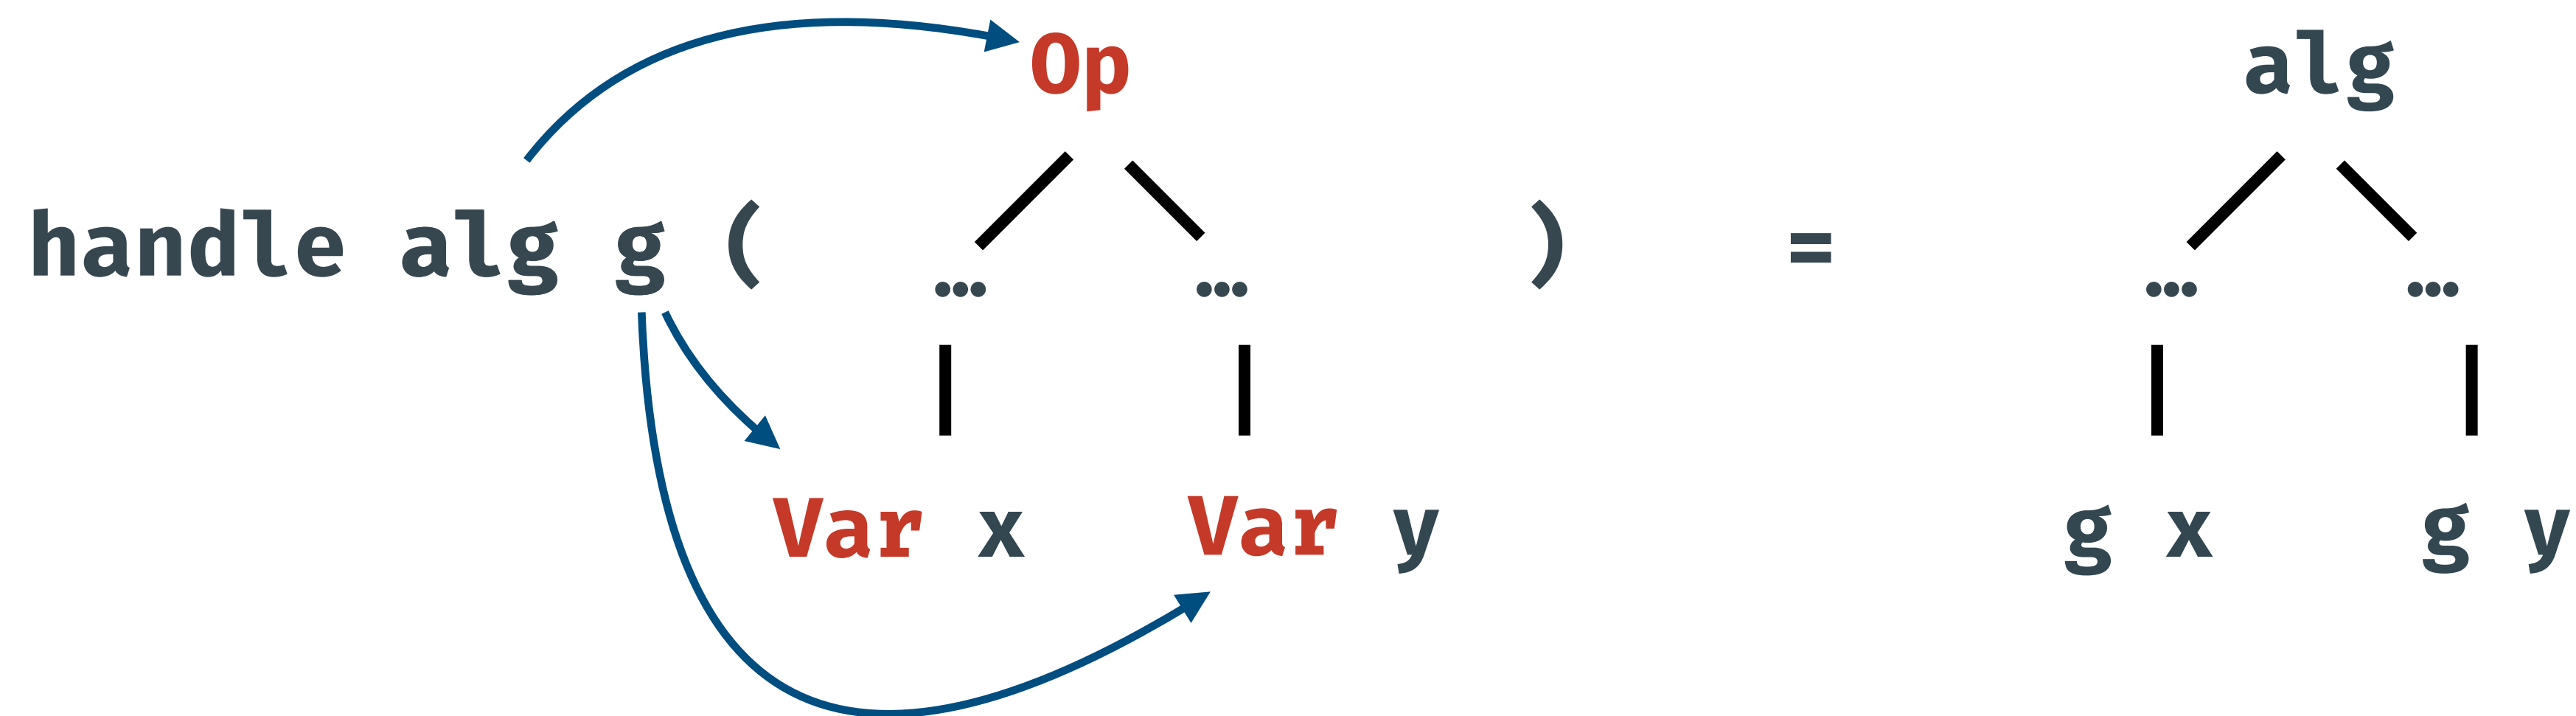 Op alg
handle alg g ( ... ... ) = ... ...
Var x Var y g x g y